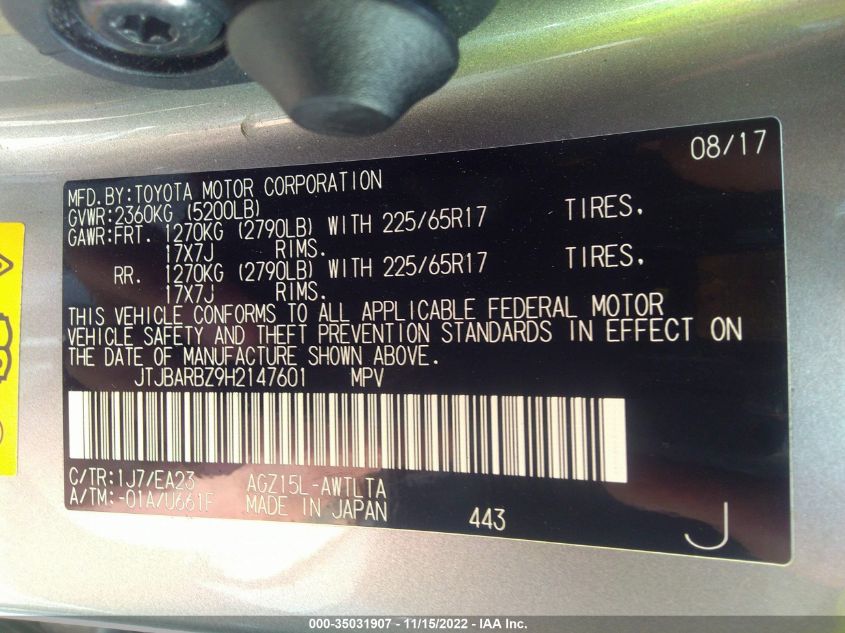 08/17
MFD.BY:TOYOTA MOTOR CORPORATION
GVWR:2360KG (5200LB)
GAWR:FRT. 1270KG (2790LB) WITH 225/65R17 TIRES,
17X7J RIMS.
RR. 1270KG (2790LB) WITH 225/65R17 TIRES,
17X7J RIMS.
THIS VEHICLE CONFORMS TO ALL APPLICABLE FEDERAL MOTOR
VEHICLE SAFETY AND THEFT PREVENTION STANDARDS IN EFFECT ON
THE DATE OF MANUFACTURE SHOWN ABOVE.
JTJBARBZ9H2147601 MPV
C/TR:1J7/EA23 AGZ15L-AWTLTA
A/TM:-01A/U661F MADE IN JAPAN 443 J
000-35031907 - 11/15/2022 - IAA Inc.